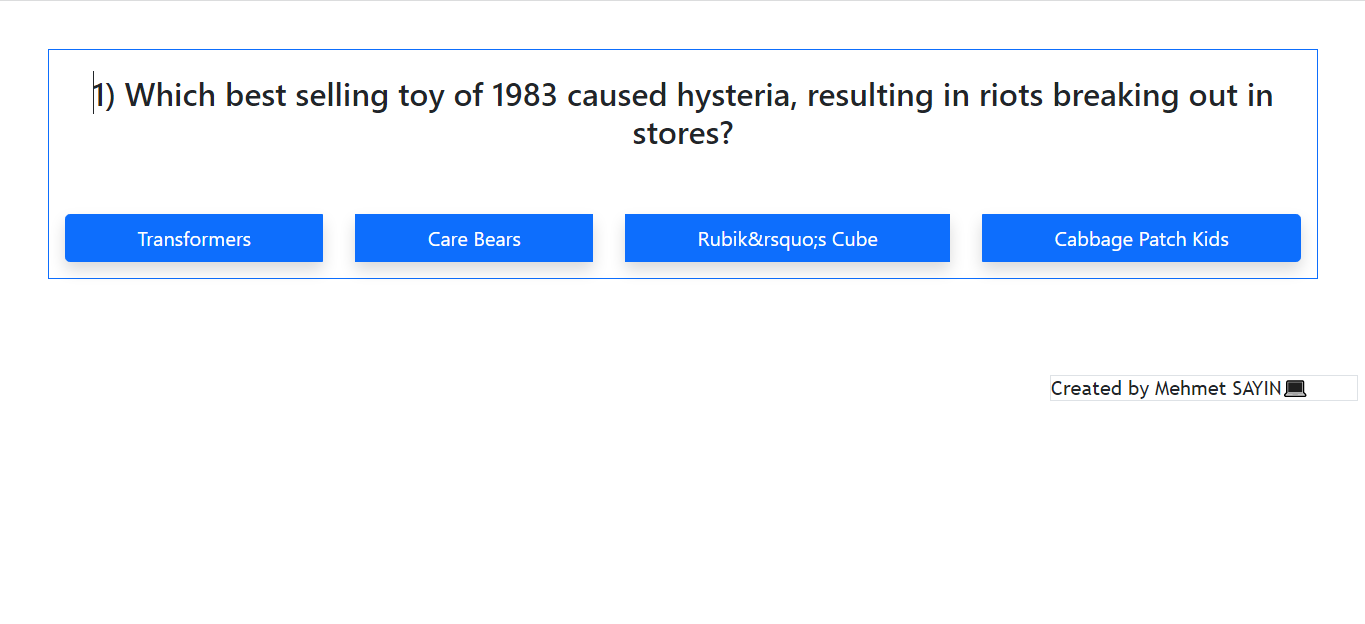 1) Which best selling toy of 1983 caused hysteria, resulting in riots breaking out in
stores?
Transformers
Care Bears
Rubik&rsquo;s Cube
Cabbage Patch Kids
Created by Mehmet SAYIN💻